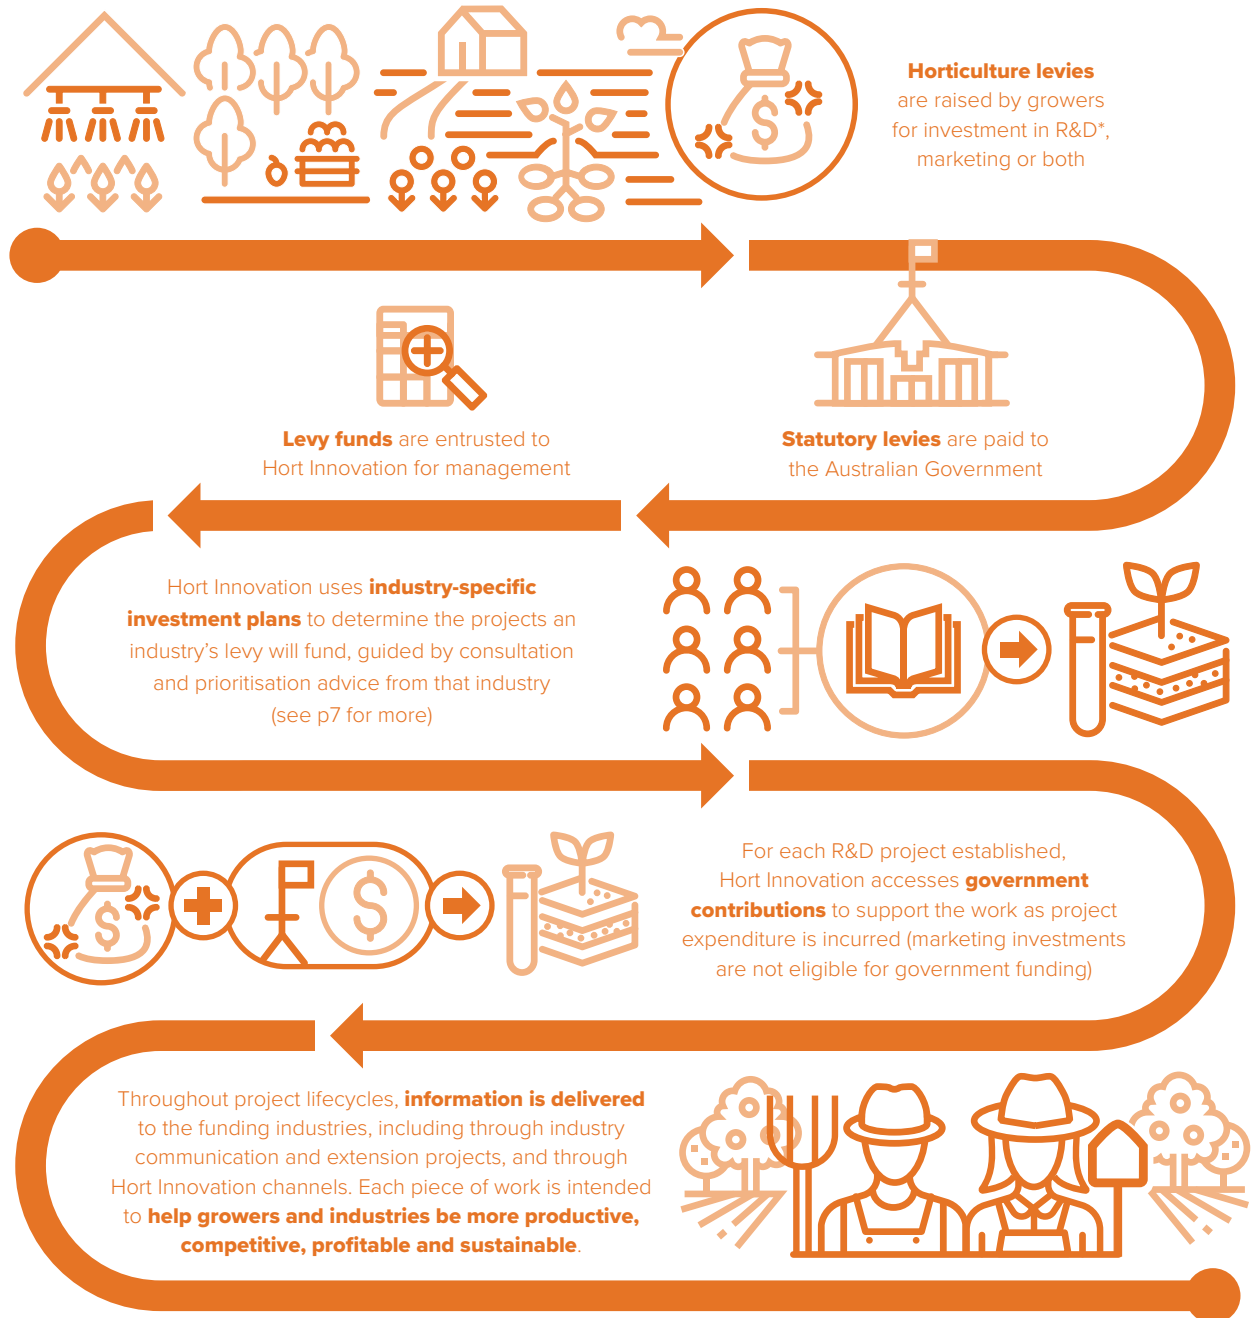 Horticulture levies
are raised by growers
for investment in R&D*,
marketing or both
Levy funds are entrusted to
Hort Innovation for management
Statutory levies are paid to
the Australian Government
Hort Innovation uses industry-specific
investment plans to determine the projects an
industry's levy will fund, guided by consultation
and prioritisation advice from that industry
(see p7 for more)
For each R&D project established,
Hort Innovation accesses government
contributions to support the work as project
expenditure is incurred (marketing investments
are not eligible for government funding)
Throughout project lifecycles, information is delivered
to the funding industries, including through industry
communication and extension projects, and through
Hort Innovation channels. Each piece of work is intended
to help growers and industries be more productive,
competitive, profitable and sustainable.